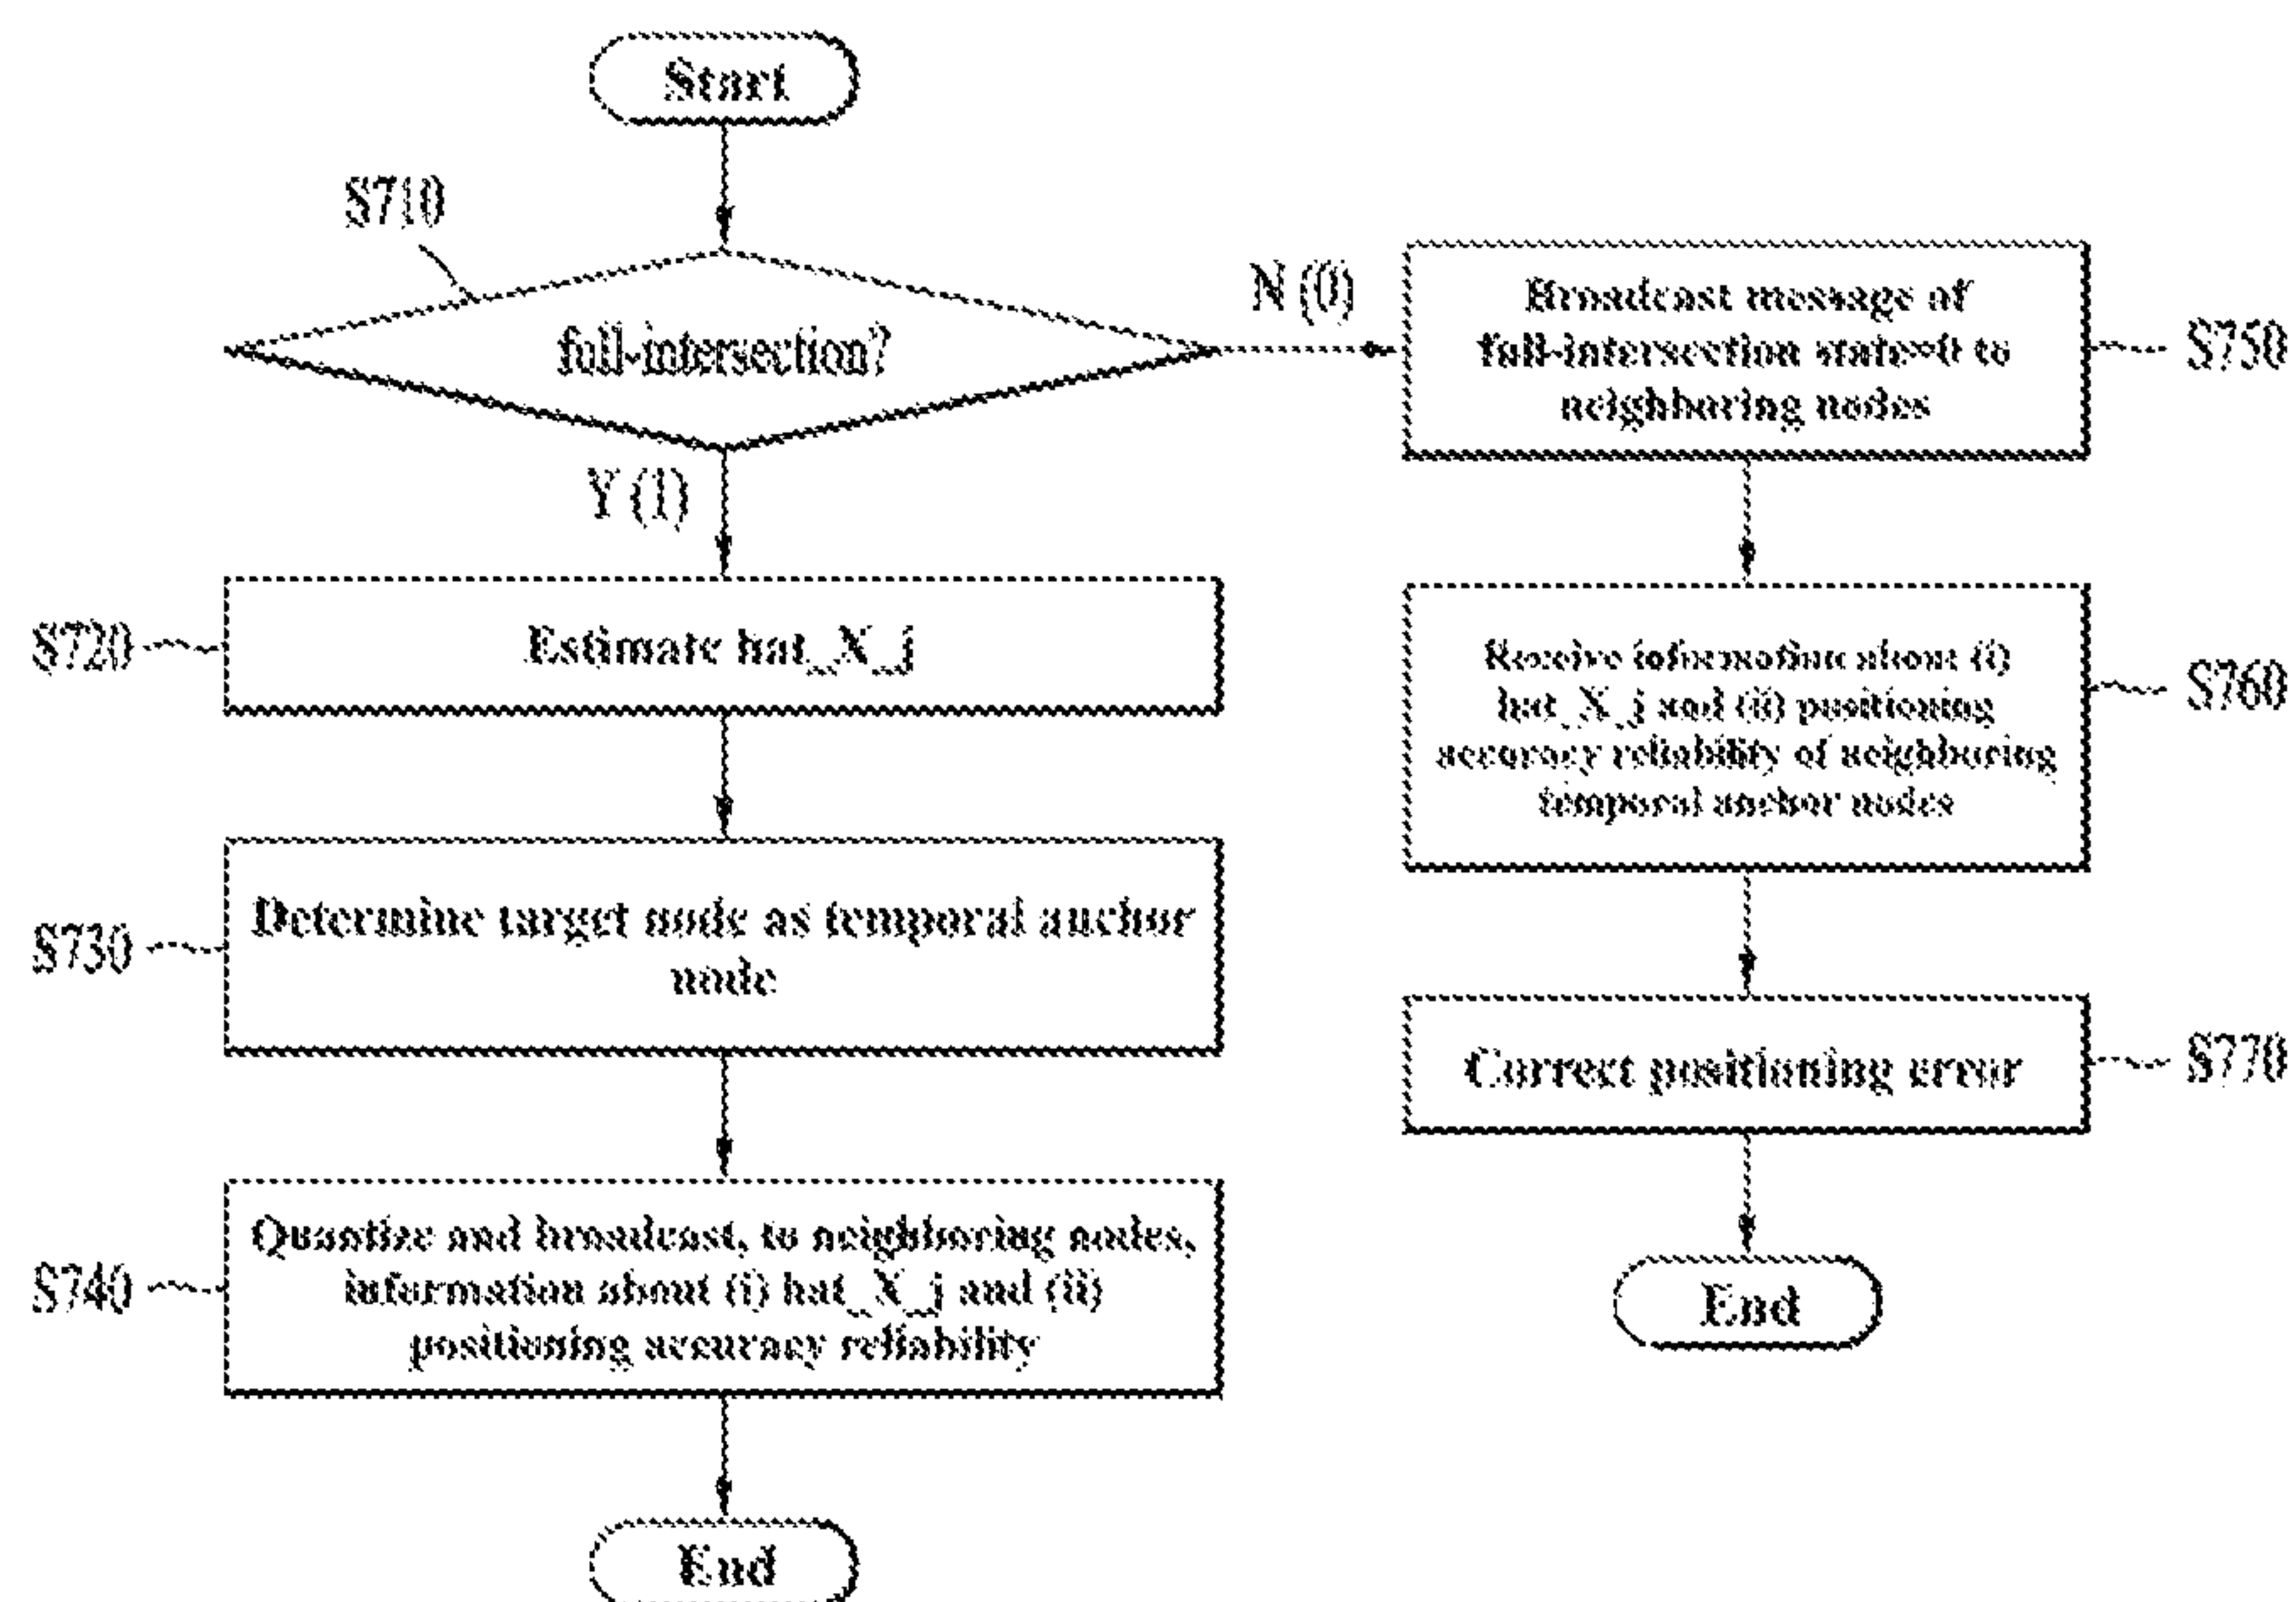 Start
S710
full-intersection?
N (0)
Y (1)
S720
Estimate hat_X_j
S730
Determine target node as temporal anchor
node
S740
Quantize and broadcast, to neighboring nodes,
information about (i) hat_X_j and (ii)
positioning accuracy reliability
End
Broadcast message of
full-intersection state=0 to
neighboring nodes
S750
Receive information about (i)
hat_X_j and (ii) positioning
accuracy reliability of neighboring
temporal anchor nodes
S760
Correct positioning error
S770
End